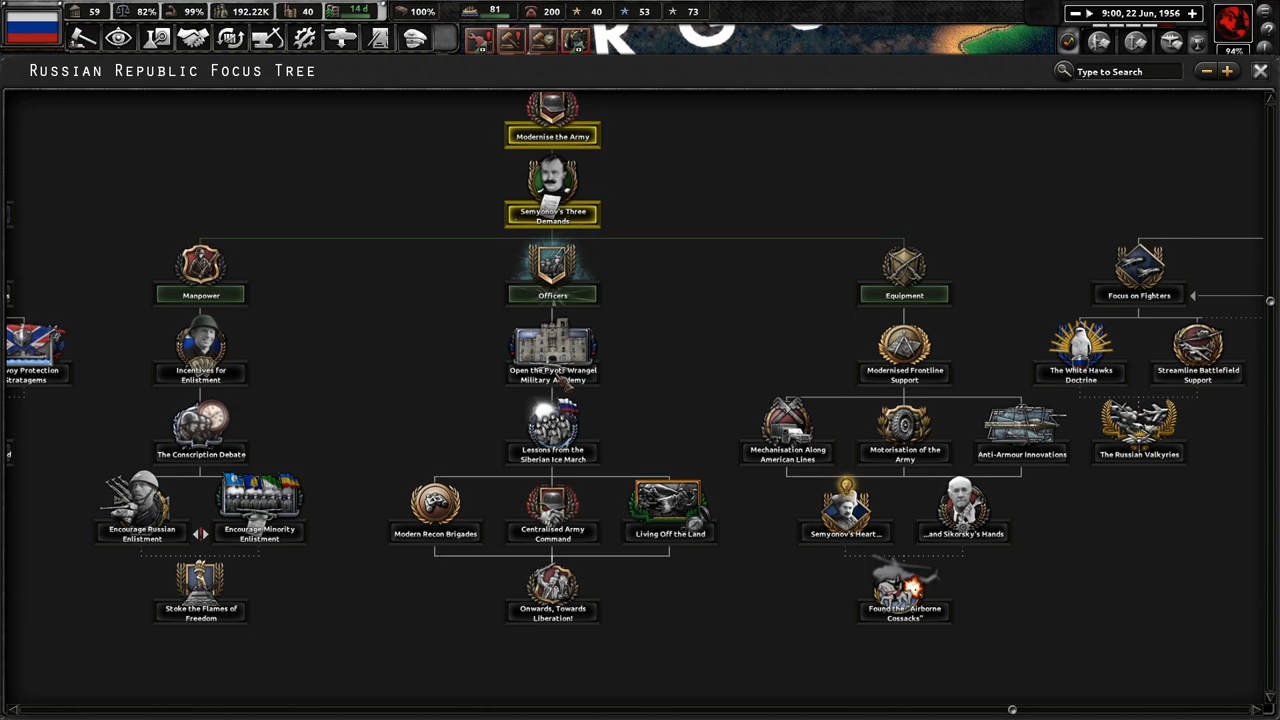 59
82%
99%
192.22K
40
14 d
100%
81
200
40
53
73
9:00, 22 Jun, 1956
94%
Russian Republic Focus Tree
Type to Search
Modernise the Army
Semyonov's Three
Demands
Manpower
Officers
Equipment
Focus on Fighters
voy Protection
Stratagems
Incentives for
Enlistment
Open the Pyotr Wrangel
Military Academy
Modernised Frontline
Support
The White Hawks
Doctrine
Streamline Battlefield
Support
The Conscription Debate
Lessons from the
Siberian Ice March
Mechanisation Along
American Lines
Motorisation of the
Army
Anti-Armour Innovations
The Russian Valkyries
Encourage Russian
Enlistment
Encourage Minority
Enlistment
Modern Recon Brigades
Centralised Army
Command
Living Off the Land
Semyonov's Heart...
...and Sikorsky's Hands
Stoke the Flames of
Freedom
Onwards, Towards
Liberation!
Found the "Airborne
Cossacks"